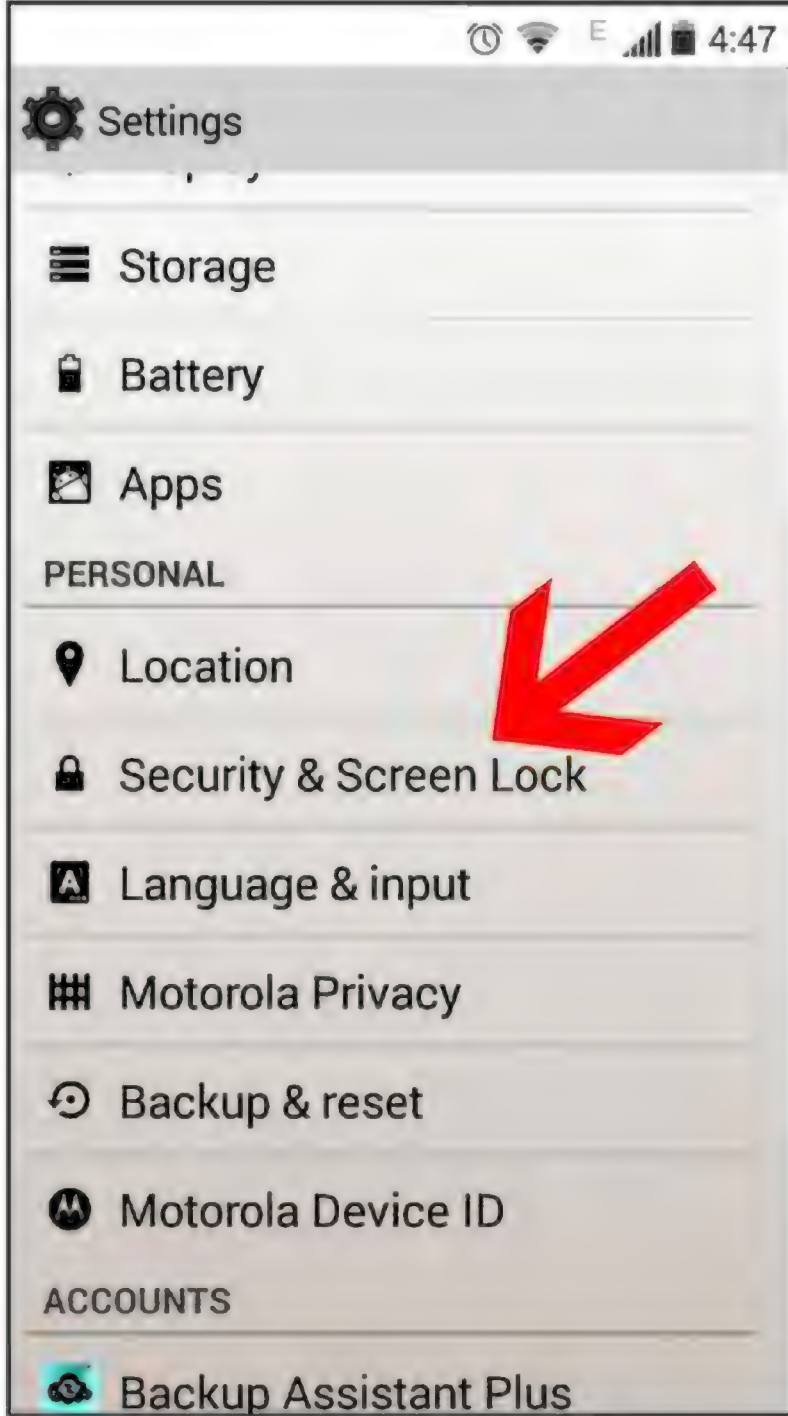 E 4:47
Settings
Storage
Battery
Apps
PERSONAL
Location
Security & Screen Lock
Language & input
Motorola Privacy
Backup & reset
Motorola Device ID
ACCOUNTS
Backup Assistant Plus